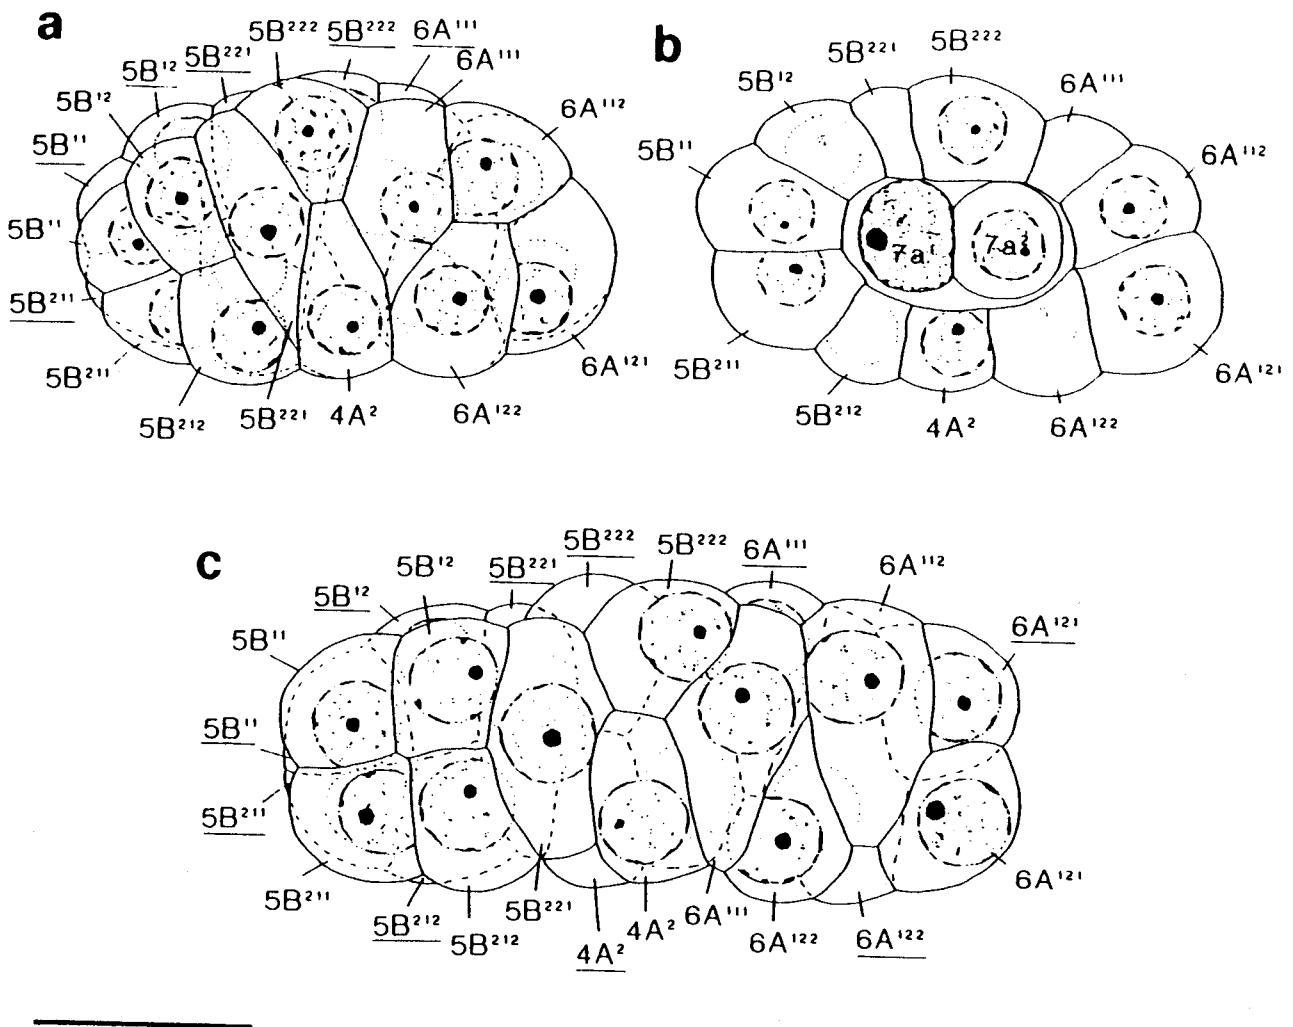 a
5B²²² 5B²²² 6A¹¹¹
5B²²¹ 6A¹¹¹
5B¹²
5B¹² 6A¹¹²
5B¹¹
5B¹¹
5B²¹¹
5B²¹¹ 6A¹²¹
5B²¹² 5B²²¹ 4A² 6A¹²²
b
5B²²¹ 5B²²²
5B¹² 6A¹¹¹
5B¹¹ 6A¹¹²
7a¹ 7a²
5B²¹¹ 6A¹²¹
5B²¹² 4A² 6A¹²²
c
5B²²² 5B²²² 6A¹¹¹
5B¹² 5B²²¹ 6A¹¹²
5B¹²
5B¹¹ 6A¹²¹
5B¹¹
5B²¹¹
5B²¹¹ 6A¹²¹
5B²¹² 5B²¹² 5B²²¹ 4A² 4A² 6A¹¹¹ 6A¹²² 6A¹²²